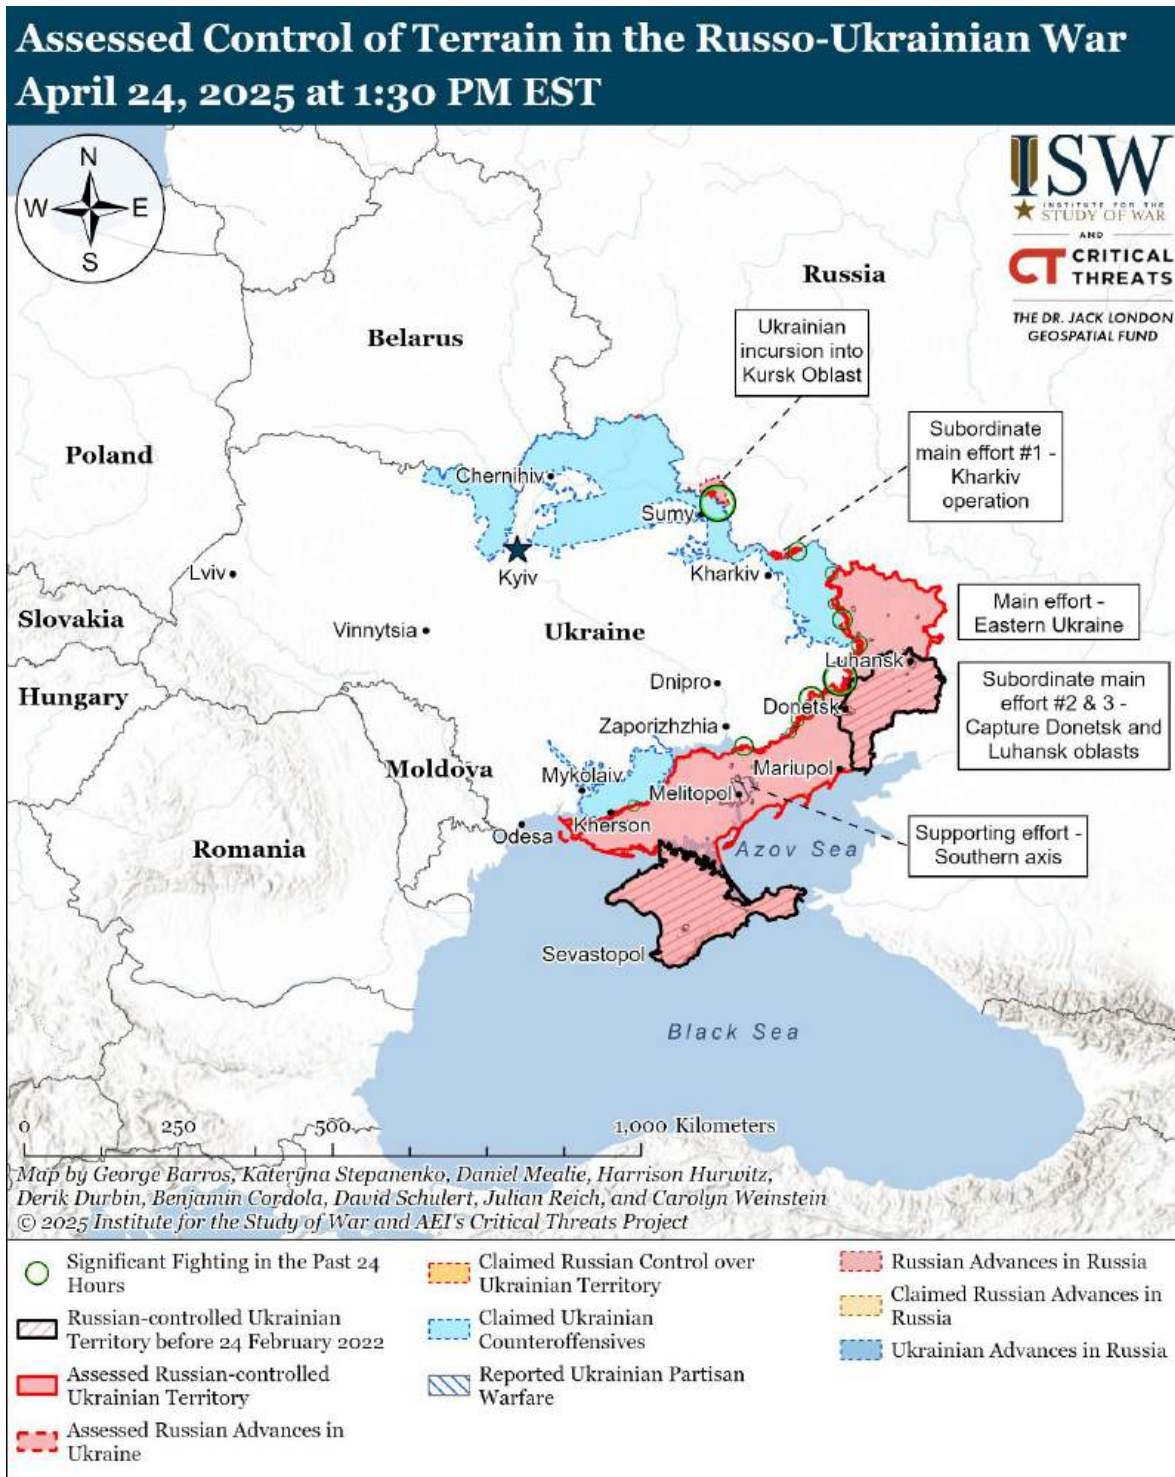 Assessed Control of Terrain in the Russo-Ukrainian War
April 24, 2025 at 1:30 PM EST
N
W
E
S
ISW
INSTITUTE FOR THE
STUDY OF WAR
AND
CT CRITICAL
THREATS
THE DR. JACK LONDON
GEOSPATIAL FUND
Russia
Belarus
Ukrainian
incursion into
Kursk Oblast
Poland
Subordinate
main effort #1 -
Kharkiv
operation
Chernihiv
Sumy
Lviv
Kyiv
Kharkiv
Slovakia
Main effort -
Eastern Ukraine
Vinnytsia
Ukraine
Luhansk
Hungary
Dnipro
Subordinate main
effort #2 & 3 -
Capture Donetsk and
Luhansk oblasts
Donetsk
Zaporizhzhia
Moldova
Mykolaiv
Mariupol
Melitopol
Kherson
Odesa
Romania
Azov Sea
Supporting effort -
Southern axis
Sevastopol
Black Sea
0
250
500
1,000 Kilometers
Map by George Barros, Kateryna Stepanenko, Daniel Mealie, Harrison Hurwitz,
Derik Durbin, Benjamin Cordola, David Schulert, Julian Reich, and Carolyn Weinstein
© 2025 Institute for the Study of War and AEI's Critical Threats Project
Significant Fighting in the Past 24
Hours
Russian-controlled Ukrainian
Territory before 24 February 2022
Assessed Russian-controlled
Ukrainian Territory
Assessed Russian Advances in
Ukraine
Claimed Russian Control over
Ukrainian Territory
Claimed Ukrainian
Counteroffensives
Reported Ukrainian Partisan
Warfare
Russian Advances in Russia
Claimed Russian Advances in
Russia
Ukrainian Advances in Russia